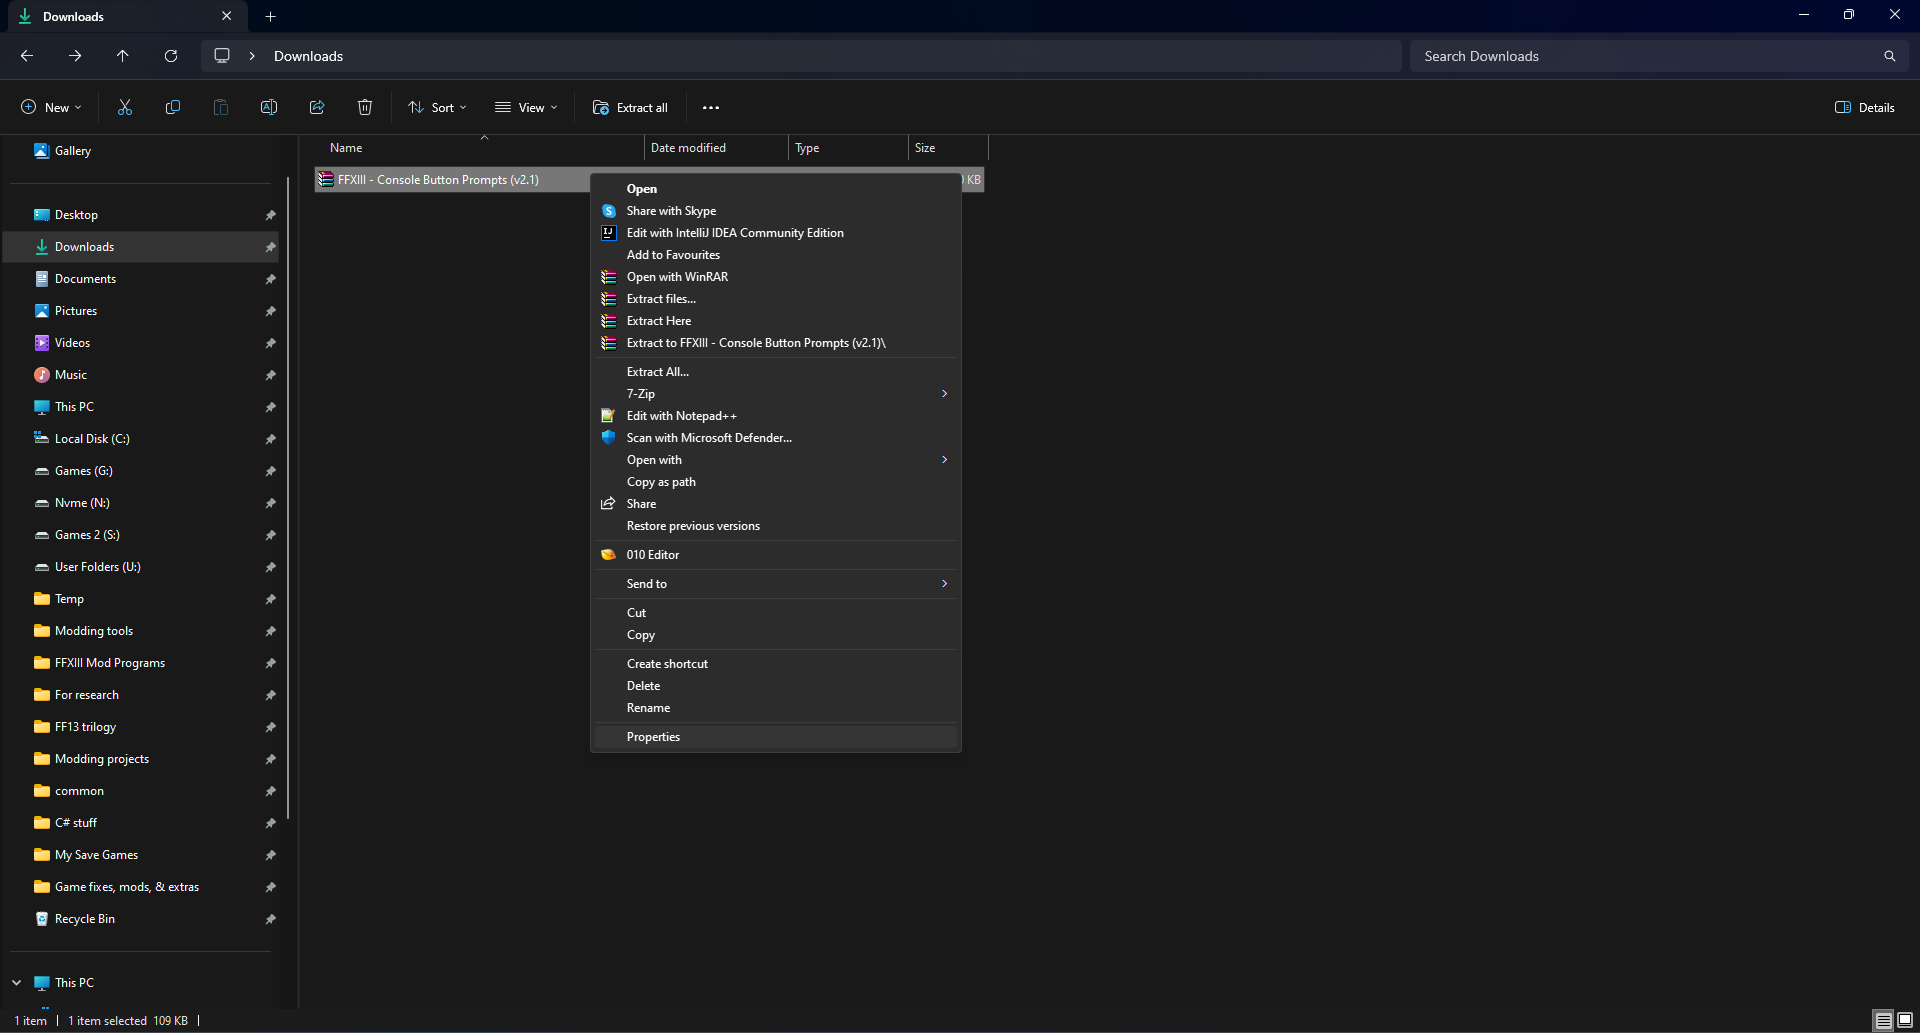 Downloads
Downloads
Search Downloads
New
Sort
View
Extract all
Details
Gallery
Desktop
Downloads
Documents
Pictures
Videos
Music
This PC
Local Disk (C:)
Games (G:)
Nvme (N:)
Games 2 (S:)
User Folders (U:)
Temp
Modding tools
FFXIII Mod Programs
For research
FF13 trilogy
Modding projects
common
C# stuff
My Save Games
Game fixes, mods, & extras
Recycle Bin
This PC
Name Date modified Type Size
FFXIII - Console Button Prompts (v2.1) KB
Open
Share with Skype
Edit with IntelliJ IDEA Community Edition
Add to Favourites
Open with WinRAR
Extract files...
Extract Here
Extract to FFXIII - Console Button Prompts (v2.1)\
Extract All...
7-Zip
Edit with Notepad++
Scan with Microsoft Defender...
Open with
Copy as path
Share
Restore previous versions
010 Editor
Send to
Cut
Copy
Create shortcut
Delete
Rename
Properties
1 item 1 item selected 109 KB